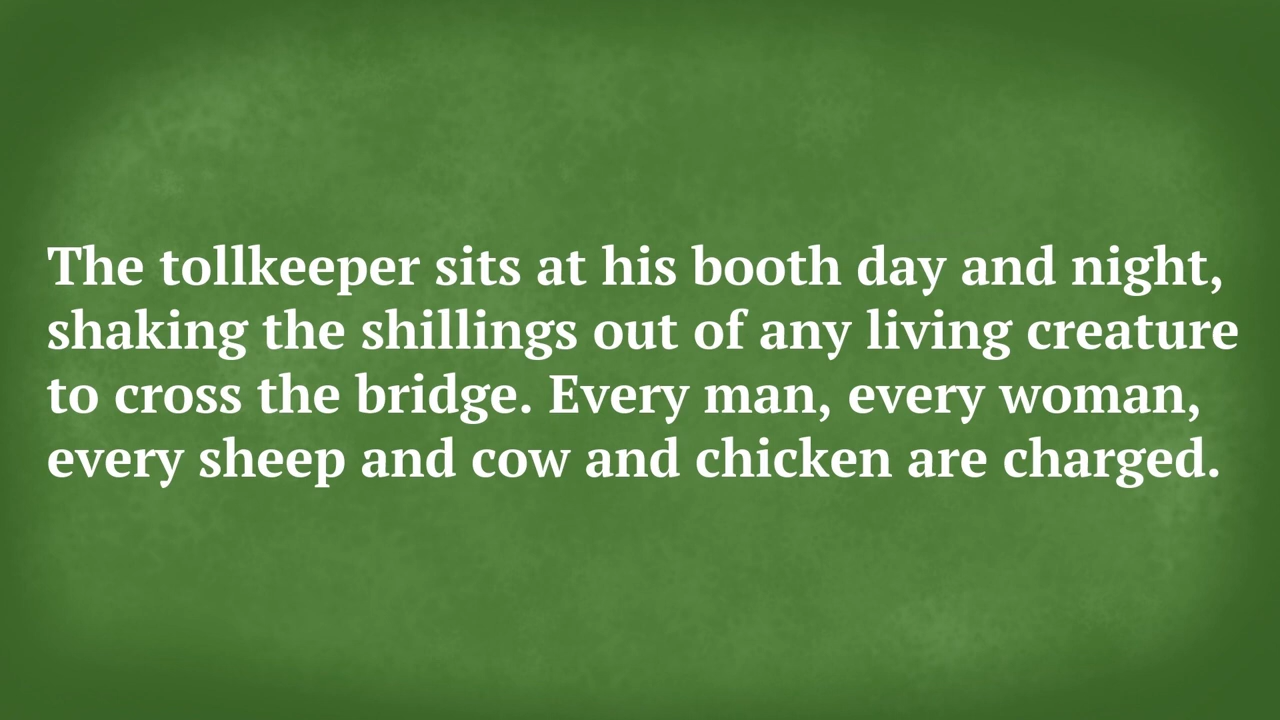 The tollkeeper sits at his booth day and night,
shaking the shillings out of any living creature
to cross the bridge. Every man, every woman,
every sheep and cow and chicken are charged.